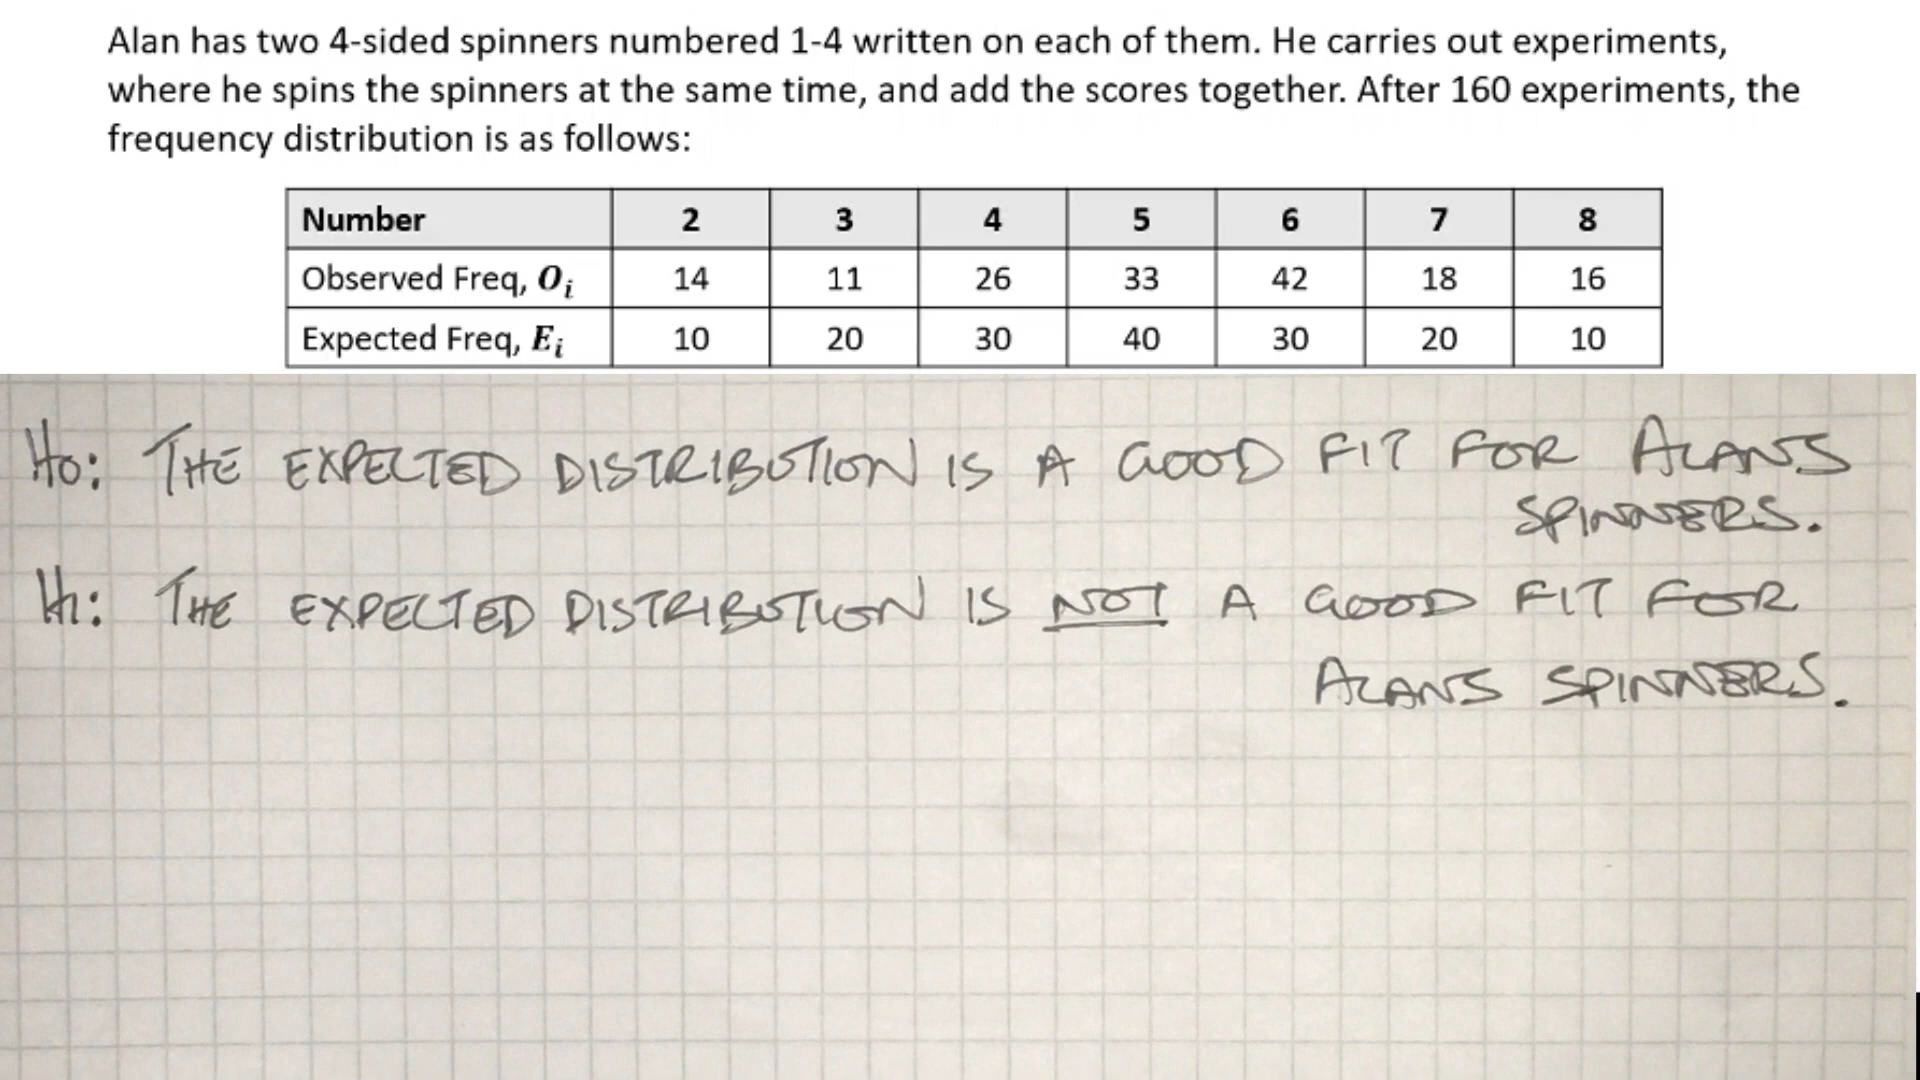 Alan has two 4-sided spinners numbered 1-4 written on each of them. He carries out experiments,
where he spins the spinners at the same time, and add the scores together. After 160 experiments, the
frequency distribution is as follows:
Number 2 3 4 5 6 7 8
Observed Freq, Oᵢ 14 11 26 33 42 18 16
Expected Freq, Eᵢ 10 20 30 40 30 20 10
H0: THE EXPECTED DISTRIBUTION IS A GOOD FIT FOR ALANS
SPINNERS.
H1: THE EXPECTED DISTRIBUTION IS NOT A GOOD FIT FOR
ALANS SPINNERS.